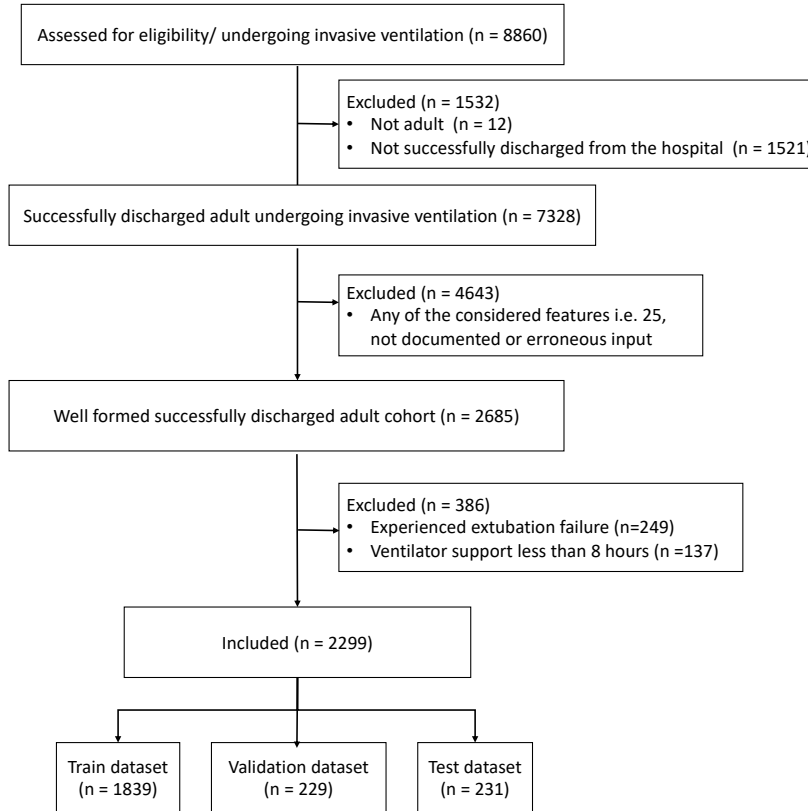 Assessed for eligibility/ undergoing invasive ventilation (n = 8860)
Excluded (n = 1532)
• Not adult (n = 12)
• Not successfully discharged from the hospital (n = 1521)
Successfully discharged adult undergoing invasive ventilation (n = 7328)
Excluded (n = 4643)
• Any of the considered features i.e. 25,
not documented or erroneous input
Well formed successfully discharged adult cohort (n = 2685)
Excluded (n = 386)
• Experienced extubation failure (n=249)
• Ventilator support less than 8 hours (n =137)
Included (n = 2299)
Train dataset
(n = 1839)
Validation dataset
(n = 229)
Test dataset
(n = 231)